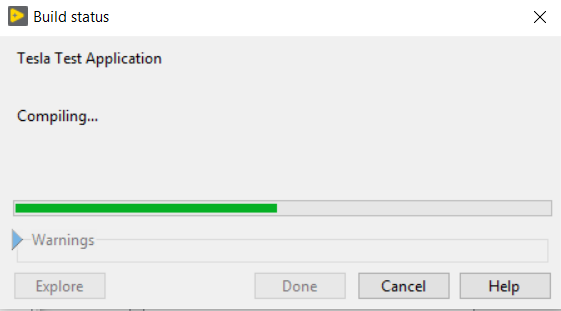 Build status
Tesla Test Application
Compiling...
Warnings
Explore
Done
Cancel
Help